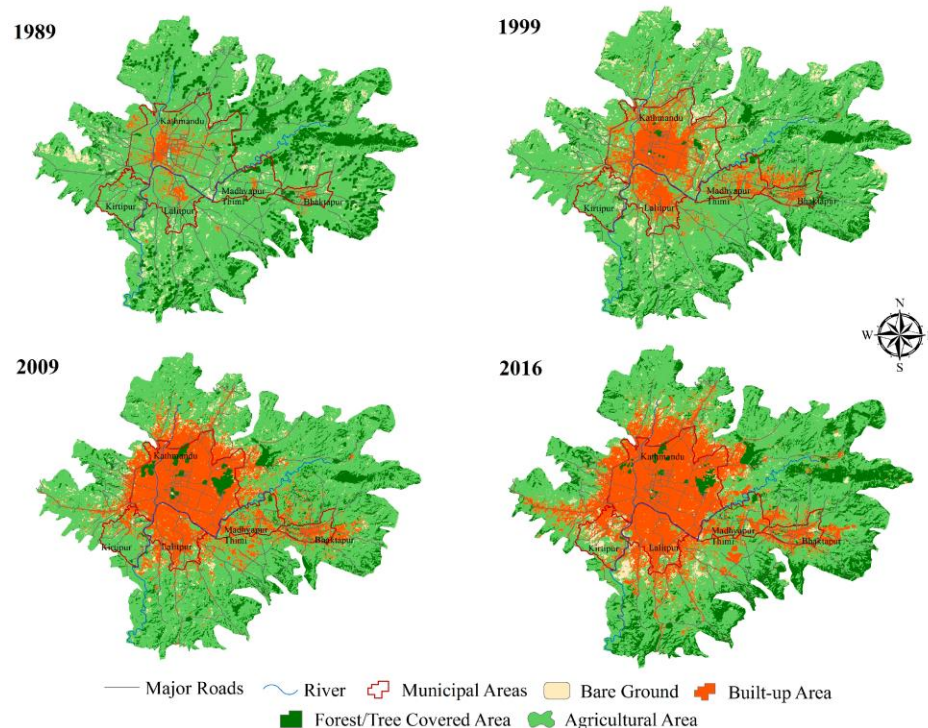 1989
Kathmandu
Madhyapur
Thimi
Bhaktapur
Kirtipur
Lalitpur
1999
Kathmandu
Madhyapur
Thimi
Bhaktapur
Kirtipur
Lalitpur
N
W
S
2009
Kathmandu
Madhyapur
Thimi
Bhaktapur
Kirtipur
Lalitpur
2016
Kathmandu
Madhyapur
Thimi
Bhaktapur
Kirtipur
Lalitpur
Major Roads River Municipal Areas Bare Ground Built-up Area
Forest/Tree Covered Area Agricultural Area